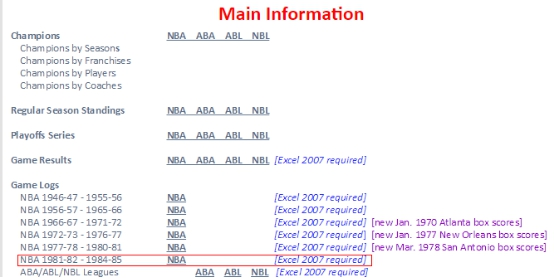 Main Information
Champions NBA ABA ABL NBL
Champions by Seasons
Champions by Franchises
Champions by Players
Champions by Coaches
Regular Season Standings NBA ABA ABL NBL
Playoffs Series NBA ABA ABL NBL
Game Results NBA ABA ABL NBL [Excel 2007 required]
Game Logs
NBA 1946-47 - 1955-56 NBA [Excel 2007 required]
NBA 1956-57 - 1965-66 NBA [Excel 2007 required]
NBA 1966-67 - 1971-72 NBA [Excel 2007 required] [new Jan. 1970 Atlanta box scores]
NBA 1972-73 - 1976-77 NBA [Excel 2007 required] [new Jan. 1977 New Orleans box scores]
NBA 1977-78 - 1980-81 NBA [Excel 2007 required] [new Mar. 1978 San Antonio box scores]
NBA 1981-82 - 1984-85 NBA [Excel 2007 required]
ABA/ABL/NBL Leagues ABA ABL NBL [Excel 2007 required]